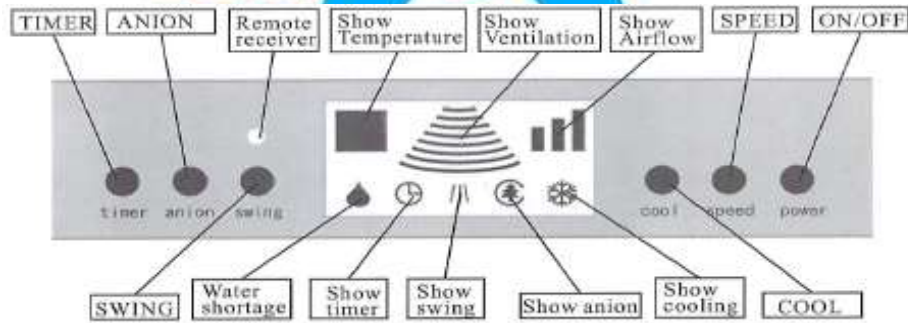 TIMER
ANION
Remote
receiver
Show
Temperature
Show
Ventilation
Show
Airflow
SPEED
ON/OFF
timer
anion
swing
cool
speed
power
SWING
Water
shortage
Show
timer
Show
swing
Show anion
Show
cooling
COOL